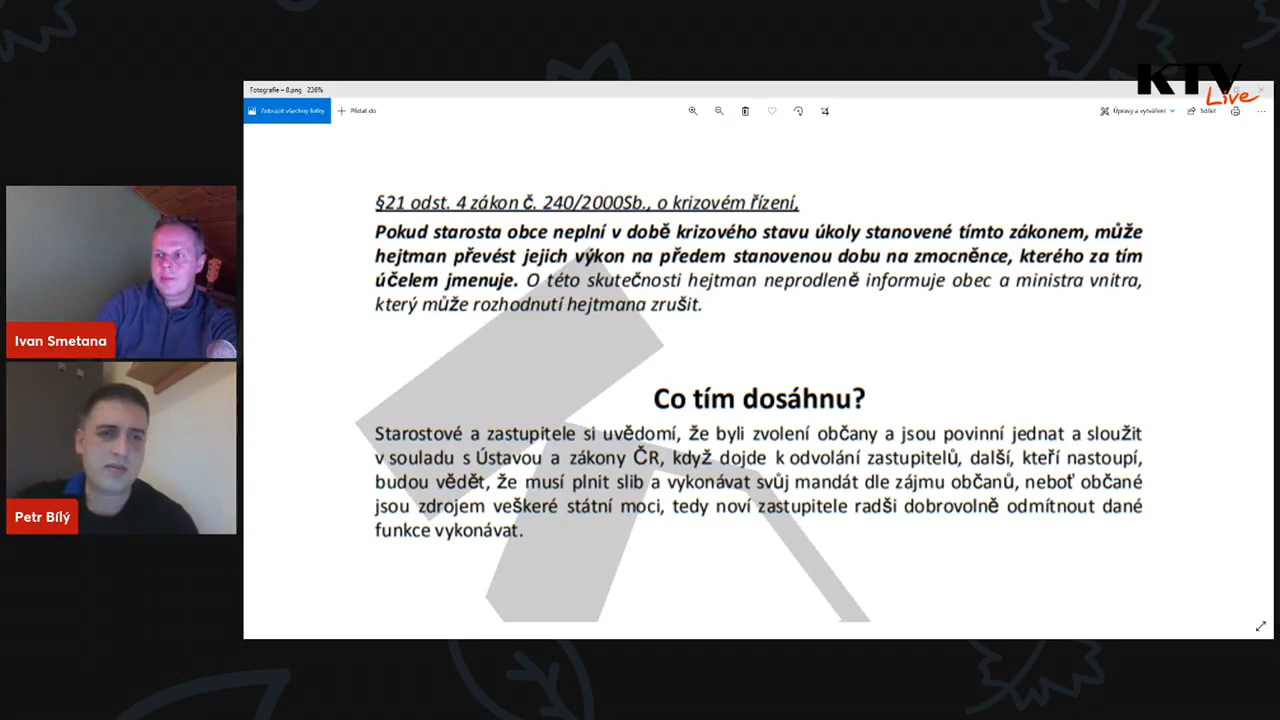 KTV
Live
Fotografie – 8.png 236%
Zobrazit všechny fotky
Přidat do
Úpravy a vytváření
Sdílet
§21 odst. 4 zákon č. 240/2000Sb., o krizovém řízení,
Pokud starosta obce neplní v době krizového stavu úkoly stanovené tímto zákonem, může
hejtman převést jejich výkon na předem stanovenou dobu na zmocněnce, kterého za tím
účelem jmenuje. O této skutečnosti hejtman neprodleně informuje obec a ministra vnitra,
který může rozhodnutí hejtmana zrušit.
Co tím dosáhnu?
Starostové a zastupitele si uvědomí, že byli zvolení občany a jsou povinní jednat a sloužit
v souladu s Ústavou a zákony ČR, když dojde k odvolání zastupitelů, další, kteří nastoupí,
budou vědět, že musí plnit slib a vykonávat svůj mandát dle zájmu občanů, neboť občané
jsou zdrojem veškeré státní moci, tedy noví zastupitele radši dobrovolně odmítnout dané
funkce vykonávat.
Ivan Smetana
Petr Bílý